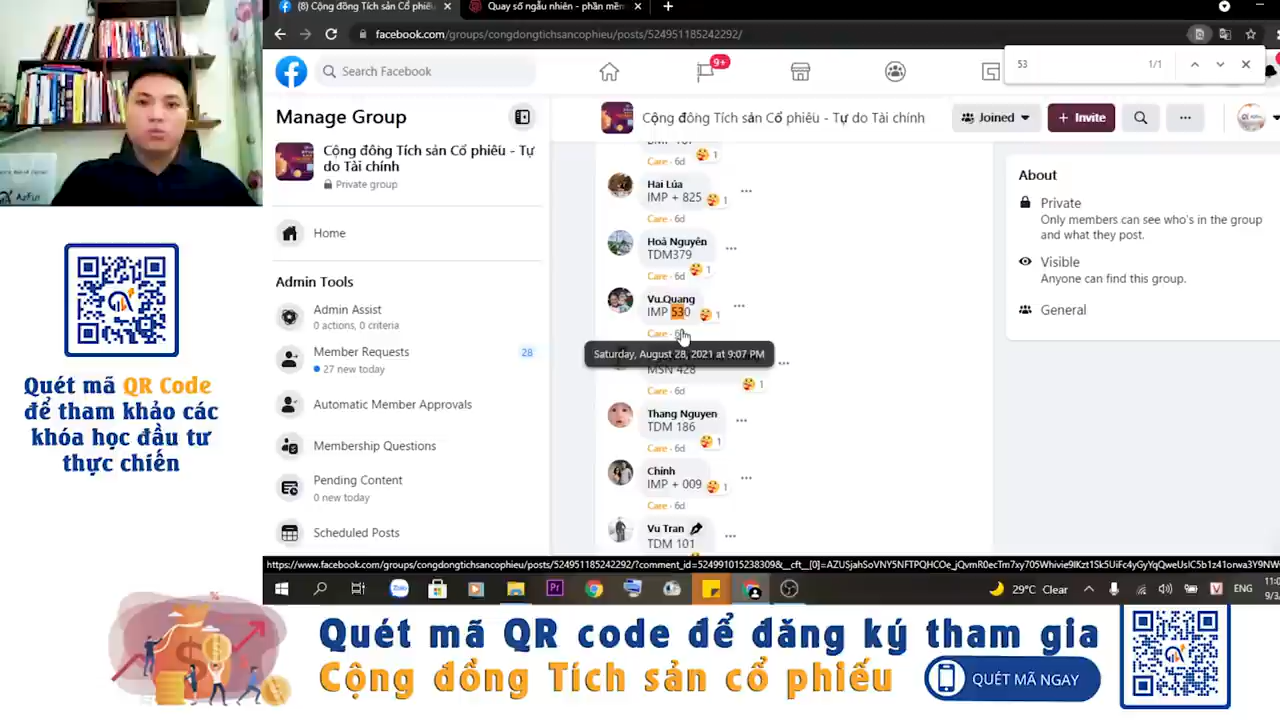 (8) Cộng đồng Tích sản Cổ phiếu
Quay số ngẫu nhiên - phần mềm
facebook.com/groups/congdongtichsancophieu/posts/524951185242292/
53
1/1
Search Facebook
9+
Manage Group
Cộng đồng Tích sản Cổ phiếu - Tự do Tài chính
Joined
+ Invite
Cộng đồng Tích sản Cổ phiếu - Tự
do Tài chính
Private group
Home
Admin Tools
Admin Assist
0 actions, 0 criteria
Member Requests
28
27 new today
Automatic Member Approvals
Membership Questions
Pending Content
0 new today
Scheduled Posts
1
Care · 6d
Hai Lúa
IMP + 825
1
Care · 6d
Hoà Nguyên
TDM379
1
Care · 6d
Vu.Quang
IMP 530
1
Care
Saturday, August 28, 2021 at 9:07 PM
MSN 428
1
Care · 6d
Thang Nguyen
TDM 186
1
Care · 6d
Chính
IMP + 009
1
Care · 6d
Vu Tran
TDM 101
About
Private
Only members can see who's in the group
and what they post.
Visible
Anyone can find this group.
General
29°C Clear
ENG
Quét mã QR Code
để tham khảo các
khóa học đầu tư
thực chiến
Quét mã QR code để đăng ký tham gia
Cộng đồng Tích sản cổ phiếu
QUÉT MÃ NGAY